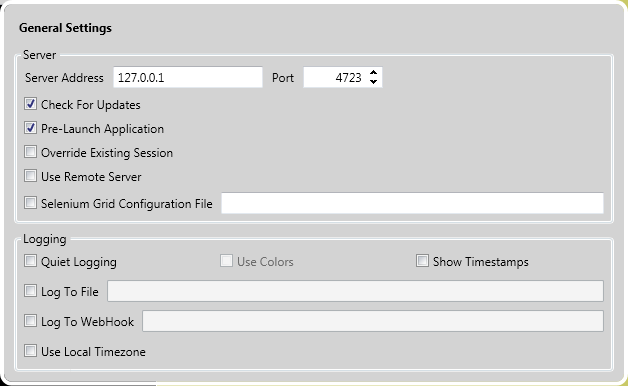 General Settings
Server
Server Address 127.0.0.1 Port 4723
Check For Updates
Pre-Launch Application
Override Existing Session
Use Remote Server
Selenium Grid Configuration File
Logging
Quiet Logging Use Colors Show Timestamps
Log To File
Log To WebHook
Use Local Timezone